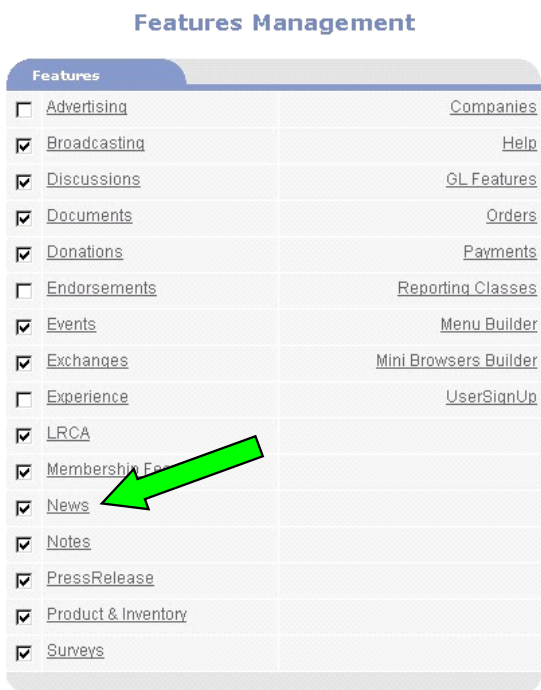 Features Management
Features
Advertising Companies
Broadcasting Help
Discussions GL Features
Documents Orders
Donations Payments
Endorsements Reporting Classes
Events Menu Builder
Exchanges Mini Browsers Builder
Experience UserSignUp
LRCA
Membership
News
Notes
PressRelease
Product & Inventory
Surveys